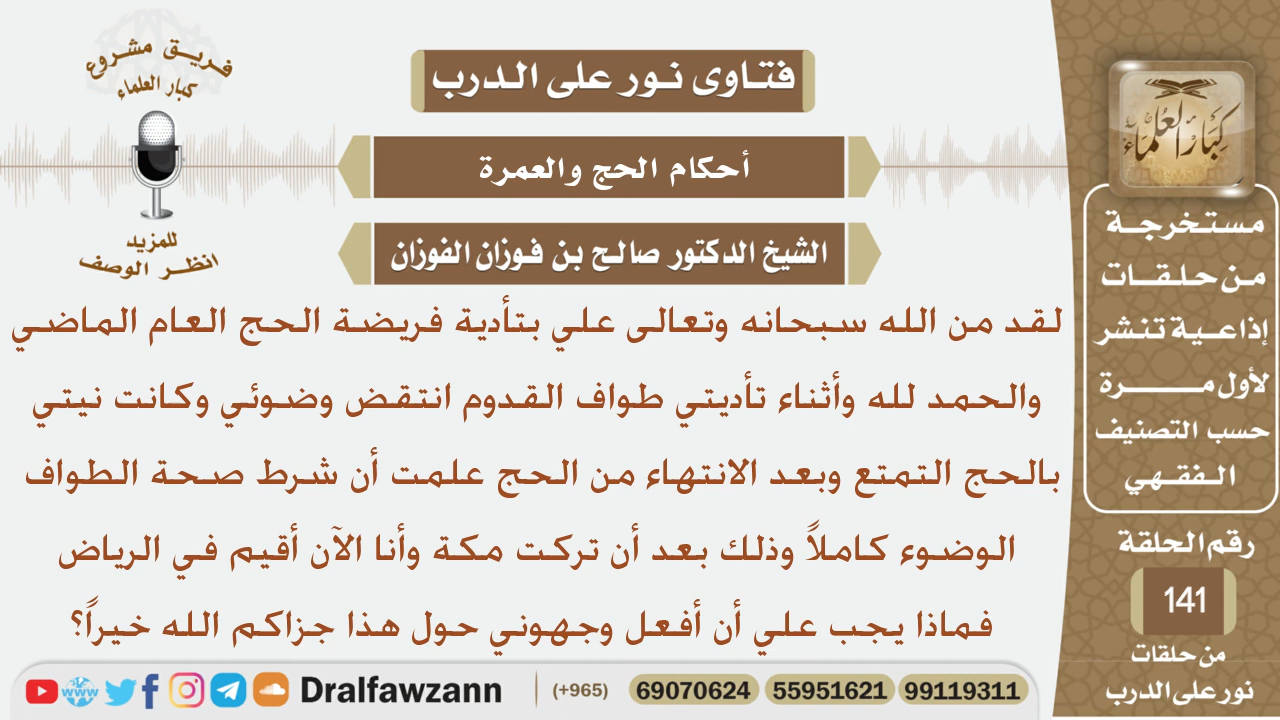 فريق مشروع
كبار العلماء
للمزيد
انظر الوصف
فتاوى نور على الدرب
أحكام الحج والعمرة
الشيخ الدكتور صالح بن فوزان الفوزان
لقد من الله سبحانه وتعالى علي بتأدية فريضة الحج العام الماضي
والحمد لله وأثناء تأديتي طواف القدوم انتقض وضوئي وكانت نيتي
بالحج التمتع وبعد الانتهاء من الحج علمت أن شرط صحة الطواف
الوضوء كاملاً وذلك بعد أن تركت مكة وأنا الآن أقيم في الرياض
فماذا يجب علي أن أفعل وجهوني حول هذا جزاكم الله خيراً؟
كبار العلماء
مستخرجة
من حلقات
إذاعية تنشر
لأول مرة
حسب التصنيف
الفقهي
رقم الحلقة
141
من حلقات
نور على الدرب
www Dralfawzann (+965) 69070624 55951621 99119311